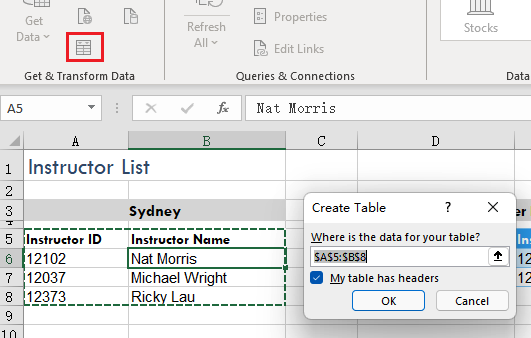 Get
Data
Get & Transform Data
Refresh
All
Properties
Edit Links
Queries & Connections
Stocks
Data
A5
fx
Nat Morris
A
B
C
D
1
Instructor List
2
3
Sydney
er
4
5
Instructor ID
Instructor Name
6
12102
Nat Morris
7
12037
Michael Wright
8
12373
Ricky Lau
9
10
Create Table
?
Where is the data for your table?
$A$5:$B$8
My table has headers
OK
Cancel